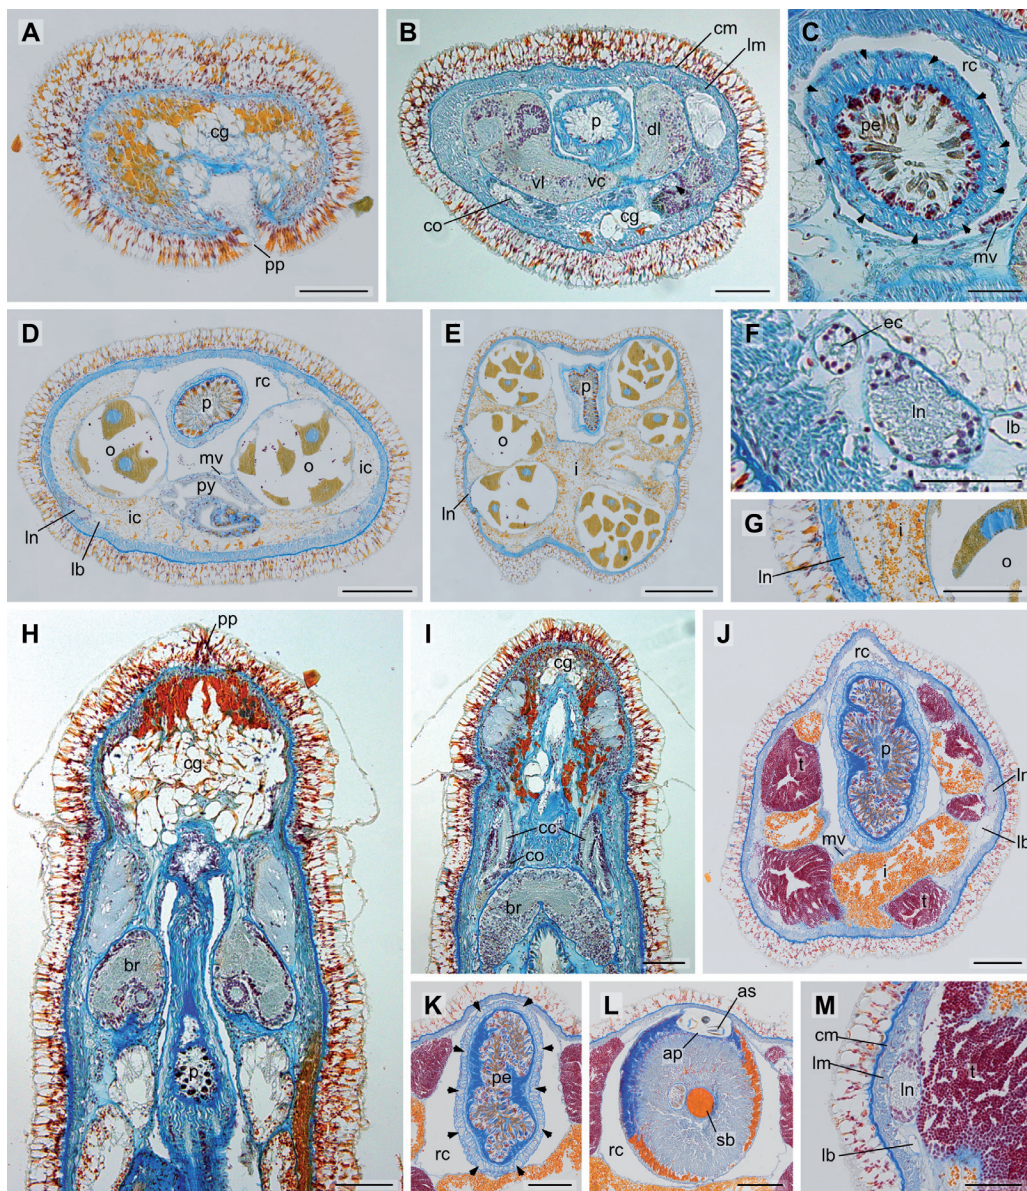 A
cg
pp
B
cm
lm
p
dl
vl
vc
co
cg
C
rc
pe
mv
D
rc
p
o
o
mv
ic
py
ic
ln
lb
E
p
o
i
ln
F
ec
ln
lb
G
i
ln
o
H
pp
cg
br
p
I
cg
cc
co
br
J
rc
p
t
ln
lb
mv
i
t
K
pe
rc
L
as
ap
sb
rc
M
cm
lm
ln
t
lb